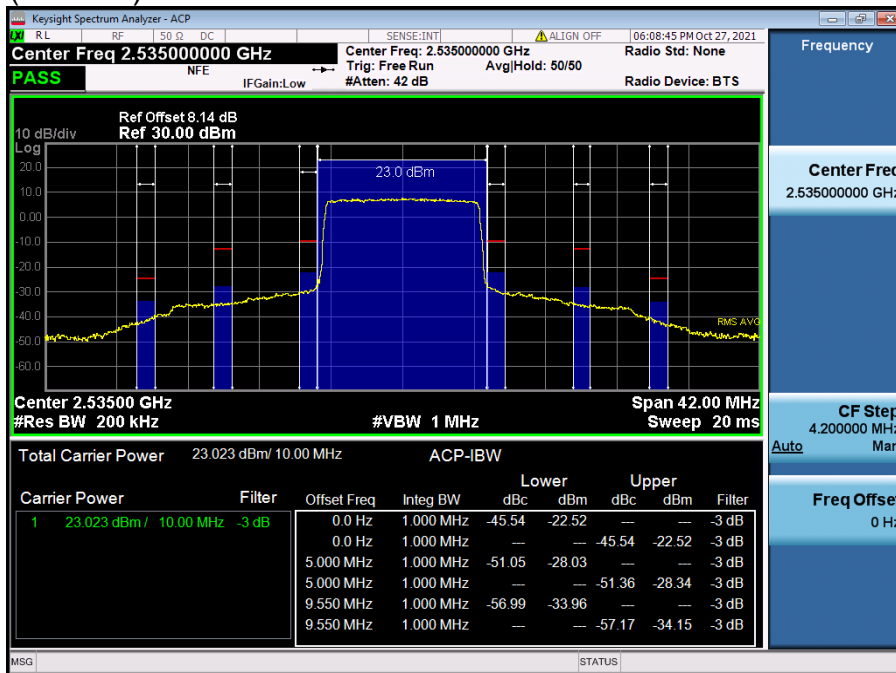 Keysight Spectrum Analyzer - ACP
LXI RL RF 50 Ω DC SENSE:INT ALIGN OFF 06:08:45 PM Oct 27, 2021
Center Freq 2.535000000 GHz
Center Freq: 2.535000000 GHz
Radio Std: None
NFE
Trig: Free Run
Avg|Hold: 50/50
PASS
IFGain:Low
#Atten: 42 dB
Radio Device: BTS
Ref Offset 8.14 dB
10 dB/div Ref 30.00 dBm
Log
20.0
23.0 dBm
10.0
0.00
-10.0
-20.0
-30.0
-40.0
RMS AVG
-50.0
-60.0
Center 2.53500 GHz Span 42.00 MHz
#Res BW 200 kHz #VBW 1 MHz Sweep 20 ms
Total Carrier Power 23.023 dBm/ 10.00 MHz ACP-IBW
Lower Upper
Carrier Power Filter Offset Freq Integ BW dBc dBm dBc dBm Filter
1 23.023 dBm / 10.00 MHz -3 dB
0.0 Hz 1.000 MHz -45.54 -22.52 --- --- -3 dB
0.0 Hz 1.000 MHz --- --- -45.54 -22.52 -3 dB
5.000 MHz 1.000 MHz -51.05 -28.03 --- --- -3 dB
5.000 MHz 1.000 MHz --- --- -51.36 -28.34 -3 dB
9.550 MHz 1.000 MHz -56.99 -33.96 --- --- -3 dB
9.550 MHz 1.000 MHz --- --- -57.17 -34.15 -3 dB
MSG STATUS
Frequency
Center Freq
2.535000000 GHz
CF Step
4.200000 MHz
Auto Man
Freq Offset
0 Hz